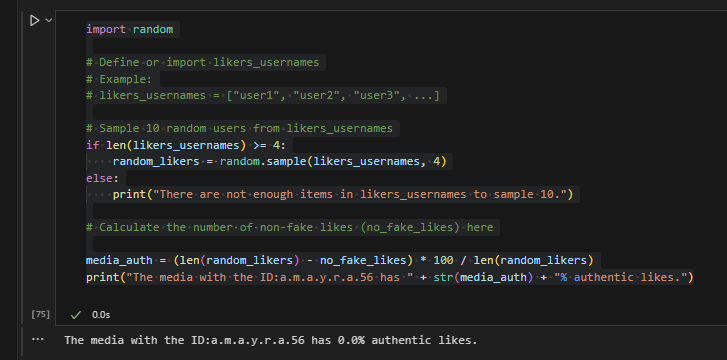 import random
# Define or import likers_usernames
# Example:
# likers_usernames = ["user1", "user2", "user3", ...]
# Sample 10 random users from likers_usernames
if len(likers_usernames) >= 4:
    random_likers = random.sample(likers_usernames, 4)
else:
    print("There are not enough items in likers_usernames to sample 10.")
# Calculate the number of non-fake likes (no_fake_likes) here
media_auth = (len(random_likers) - no_fake_likes) * 100 / len(random_likers)
print("The media with the ID:a.m.a.y.r.a.56 has " + str(media_auth) + "% authentic likes.")
[75] 0.0s
... The media with the ID:a.m.a.y.r.a.56 has 0.0% authentic likes.